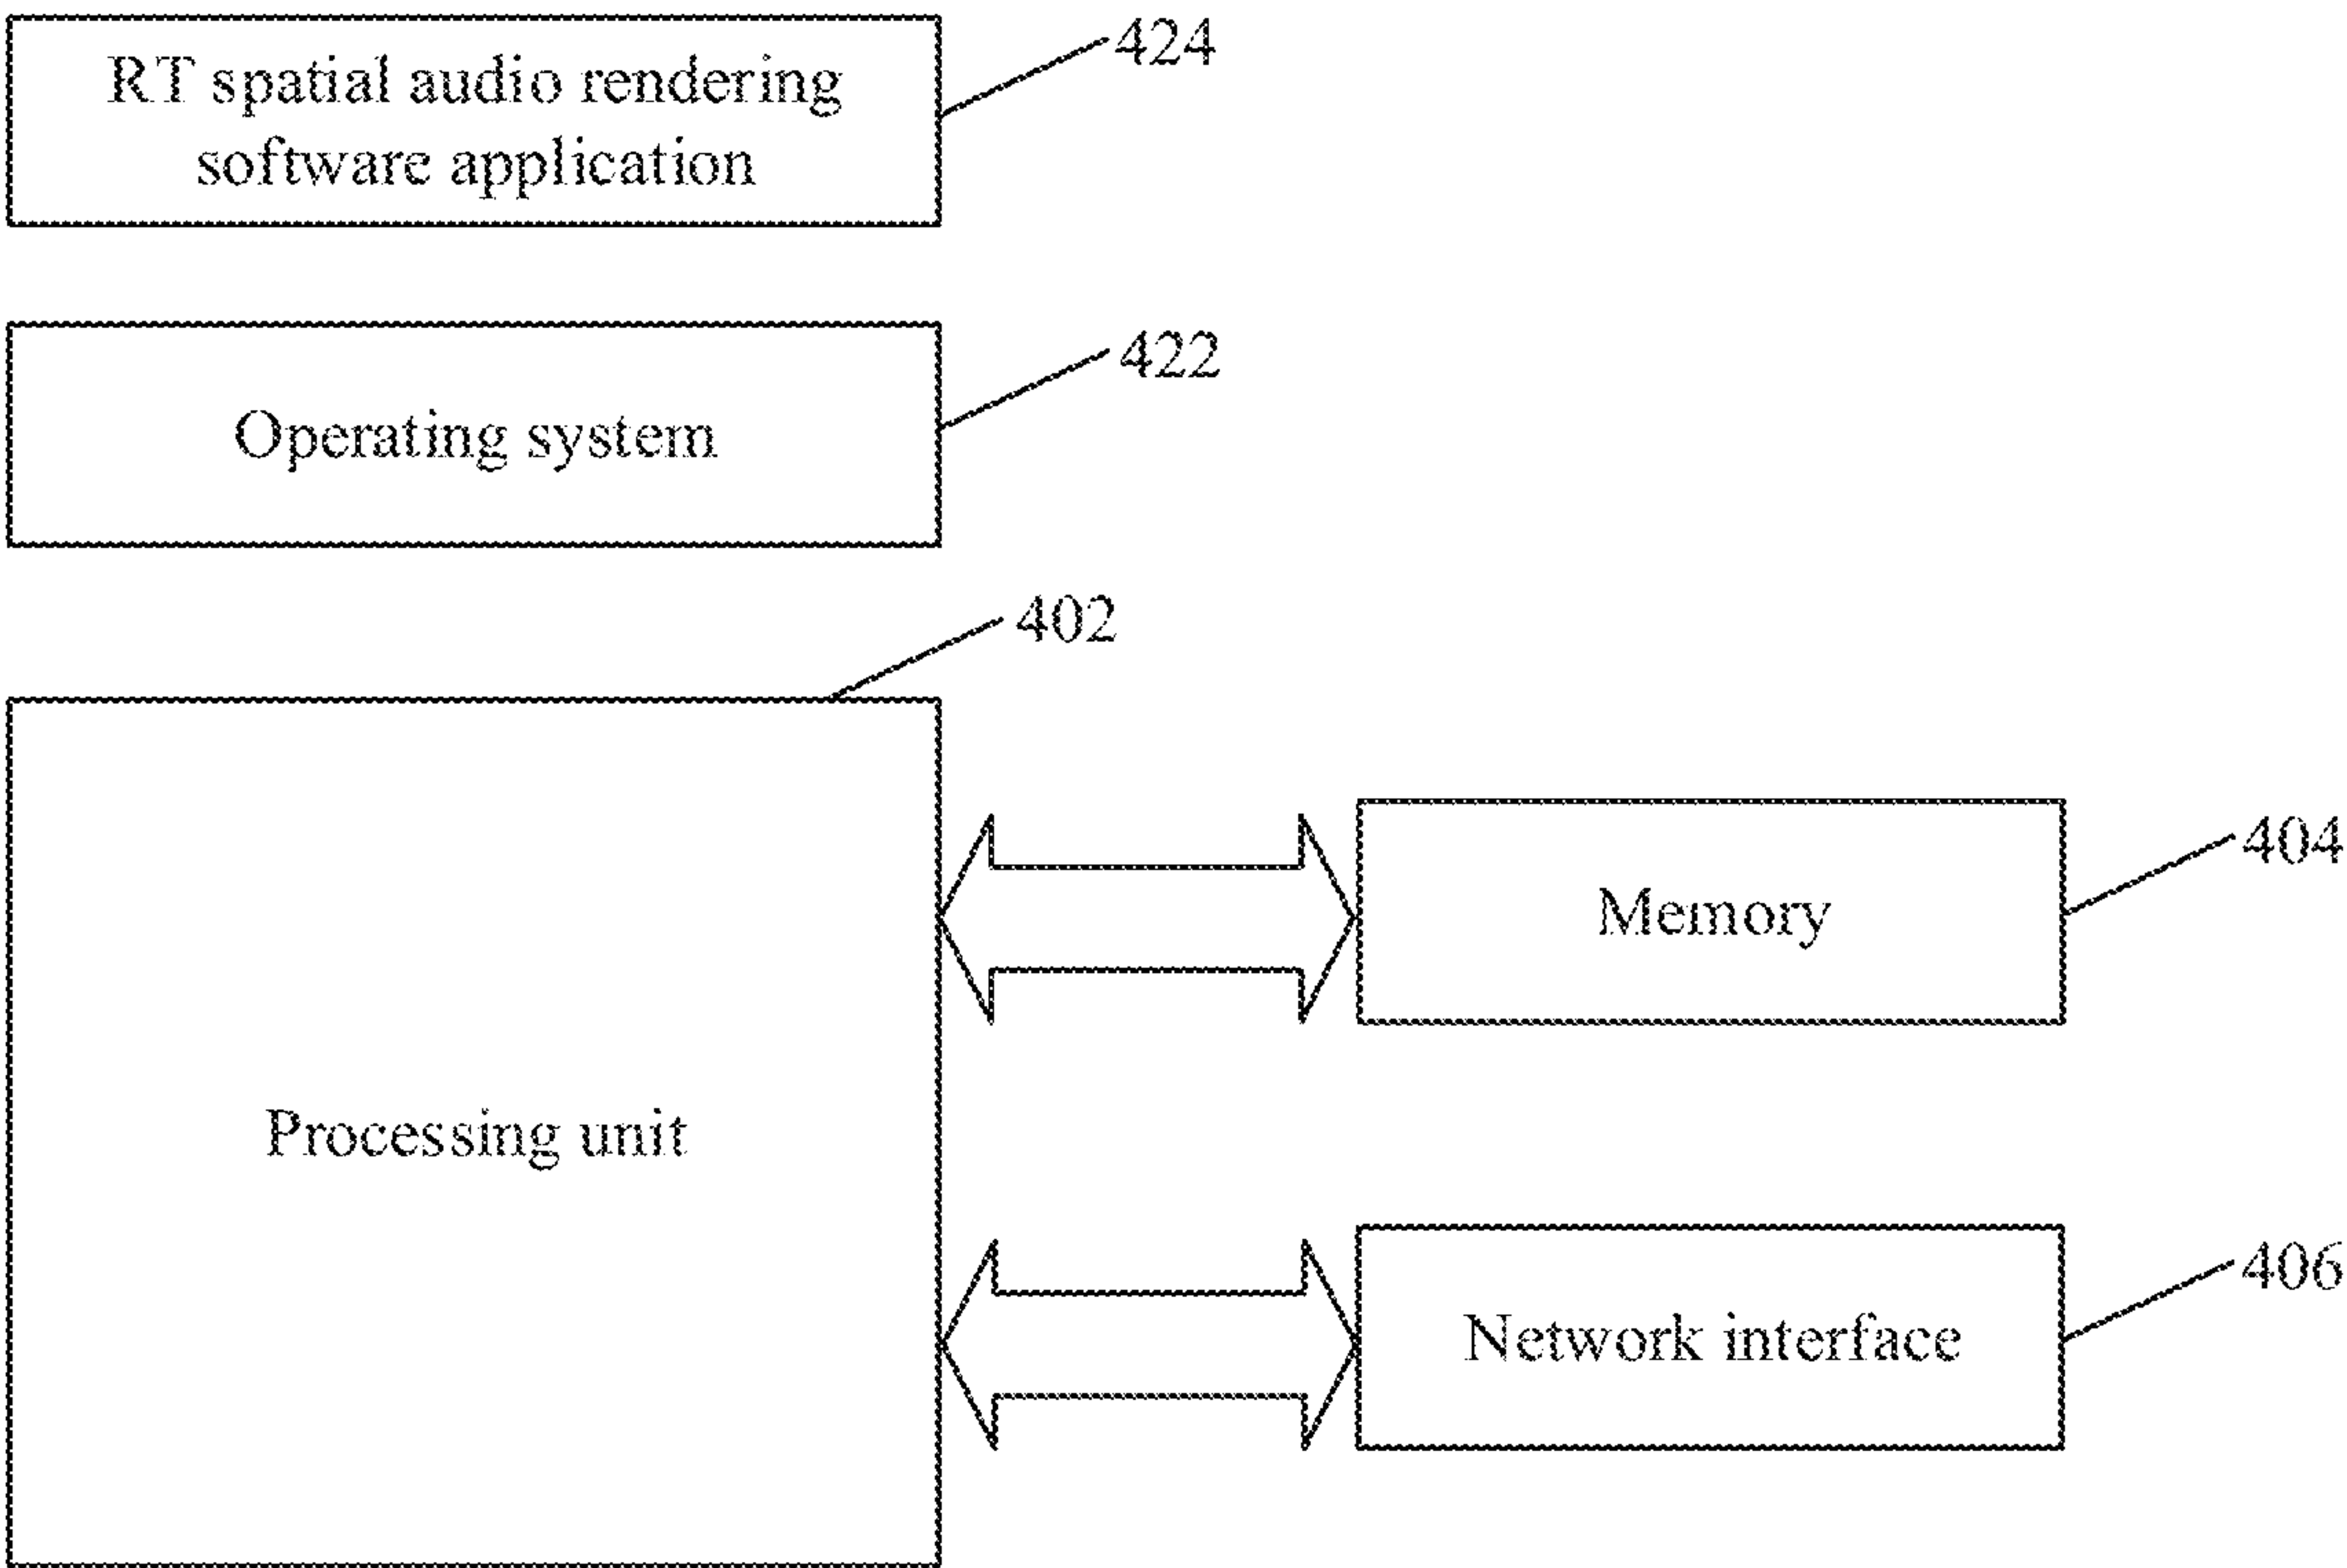 RT spatial audio rendering
software application
424
Operating system
422
402
Processing unit
Memory
404
Network interface
406